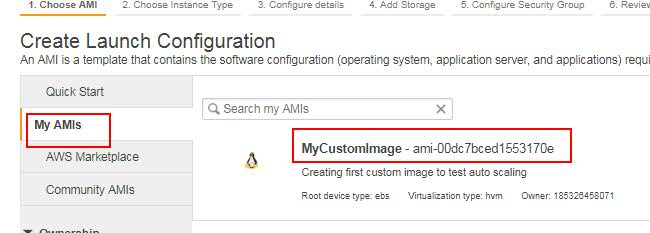 1. Choose AMI 2. Choose Instance Type 3. Configure details 4. Add Storage 5. Configure Security Group 6. Review
Create Launch Configuration
An AMI is a template that contains the software configuration (operating system, application server, and applications) requi
Quick Start
My AMIs
AWS Marketplace
Community AMIs
Ownership
Search my AMIs
MyCustomImage - ami-00dc7bced1553170e
Creating first custom image to test auto scaling
Root device type: ebs Virtualization type: hvm Owner: 185326458071